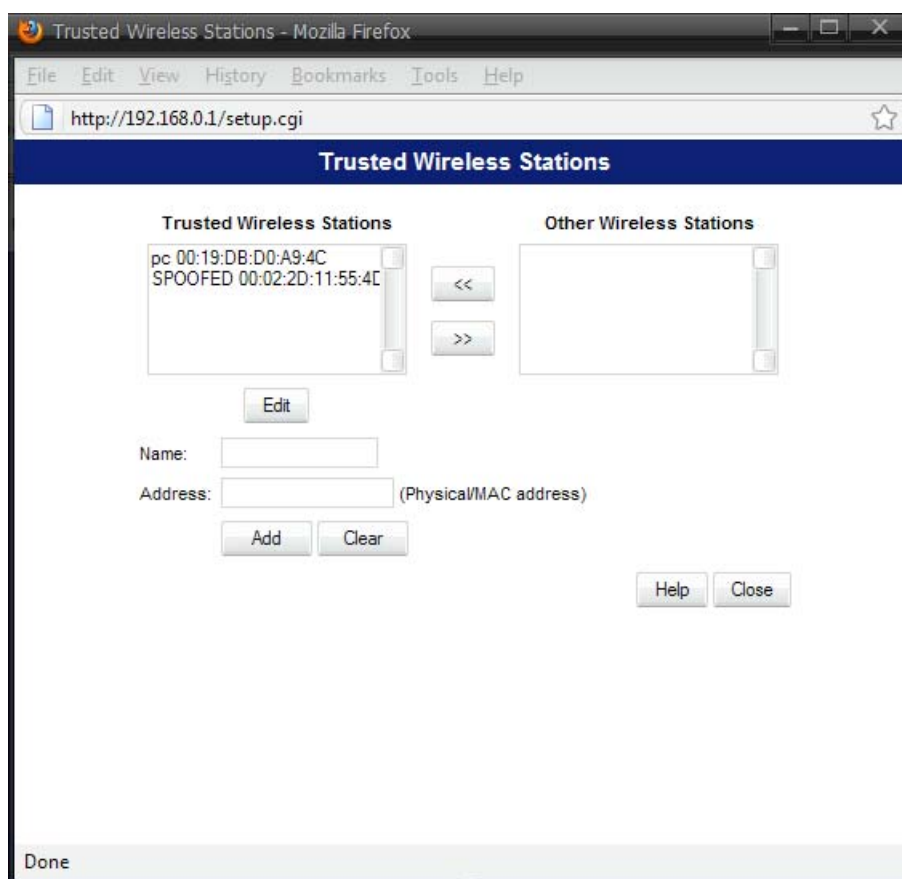 Trusted Wireless Stations - Mozilla Firefox
File Edit View History Bookmarks Tools Help
http://192.168.0.1/setup.cgi
Trusted Wireless Stations
Trusted Wireless Stations
Other Wireless Stations
pc 00:19:DB:D0:A9:4C
SPOOFED 00:02:2D:11:55:4D
<<
>>
Edit
Name:
Address: (Physical/MAC address)
Add Clear
Help Close
Done